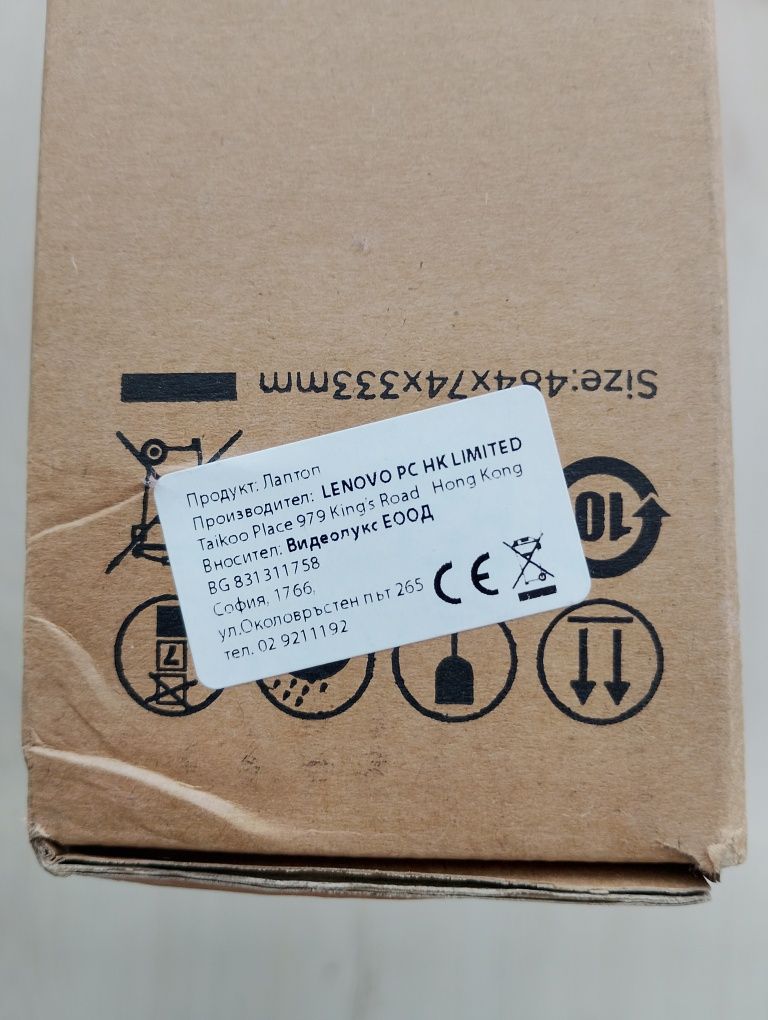 Size:484x74x333mm
Продукт: Лаптоп
Производител: LENOVO PC HK LIMITED
Taikoo Place 979 King's Road Hong Kong
Вносител: Видеолукс ЕООД
BG 831311758
София, 1766,
ул.Околовръстен път 265
тел. 02 9211192
CE
10
7